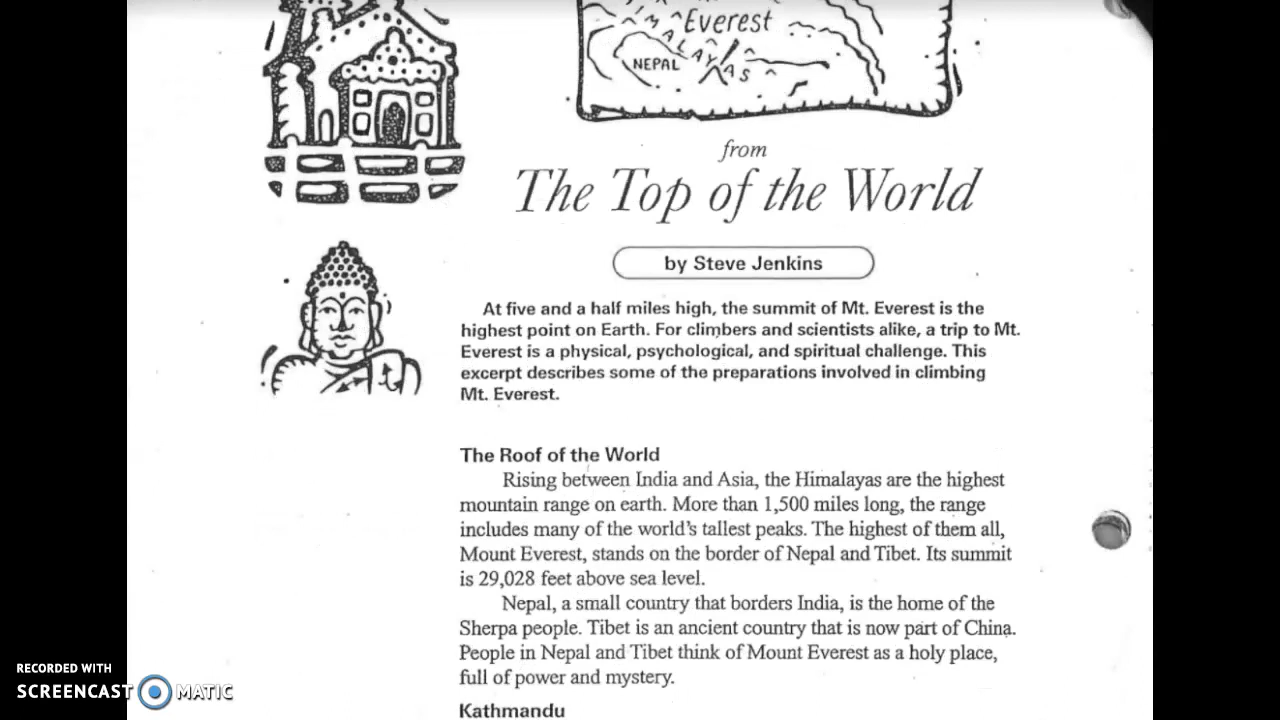 Everest
HIMALAYAS
NEPAL
from
The Top of the World
by Steve Jenkins
At five and a half miles high, the summit of Mt. Everest is the
highest point on Earth. For climbers and scientists alike, a trip to Mt.
Everest is a physical, psychological, and spiritual challenge. This
excerpt describes some of the preparations involved in climbing
Mt. Everest.
The Roof of the World
Rising between India and Asia, the Himalayas are the highest
mountain range on earth. More than 1,500 miles long, the range
includes many of the world's tallest peaks. The highest of them all,
Mount Everest, stands on the border of Nepal and Tibet. Its summit
is 29,028 feet above sea level.
Nepal, a small country that borders India, is the home of the
Sherpa people. Tibet is an ancient country that is now part of China.
People in Nepal and Tibet think of Mount Everest as a holy place,
full of power and mystery.
Kathmandu
RECORDED WITH
SCREENCAST MATIC